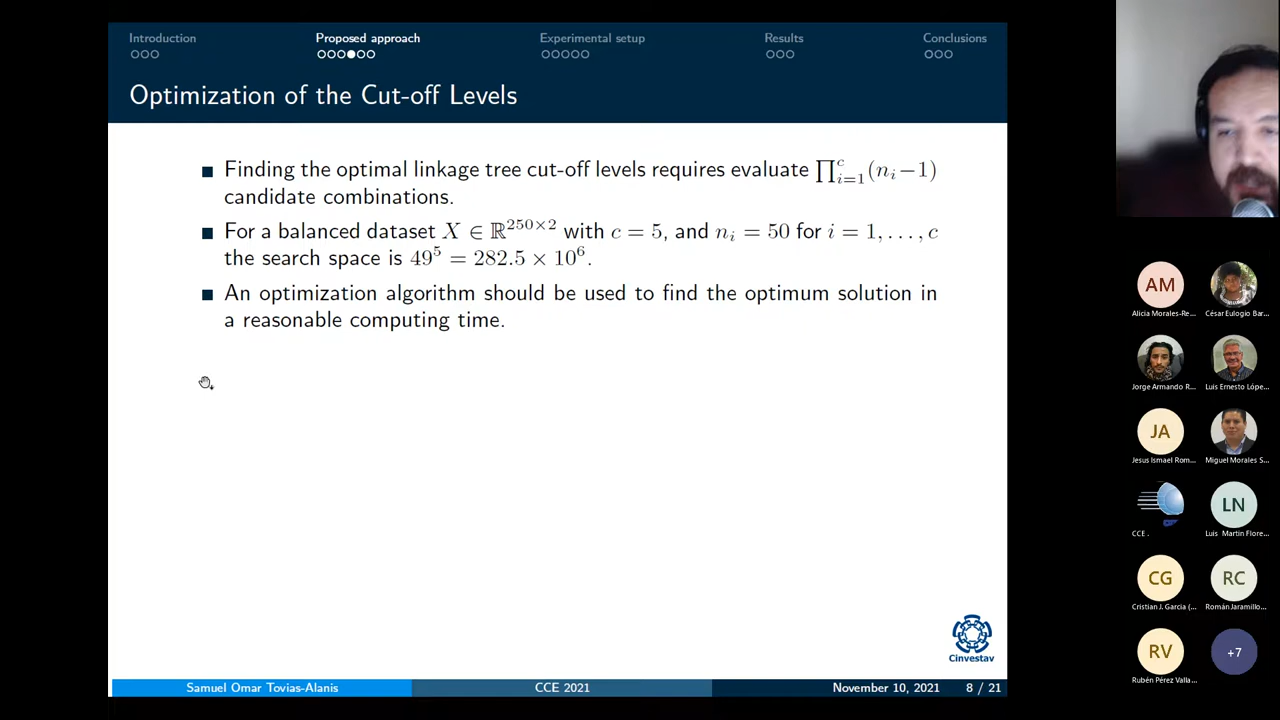 Introduction
Proposed approach
Experimental setup
Results
Conclusions
Optimization of the Cut-off Levels
Finding the optimal linkage tree cut-off levels requires evaluate ∏ᶜᵢ₌₁(nᵢ−1)
candidate combinations.
For a balanced dataset X ∈ ℝ²⁵⁰ˣ² with c = 5, and nᵢ = 50 for i = 1, . . . , c
the search space is 49⁵ = 282.5 × 10⁶.
An optimization algorithm should be used to find the optimum solution in
a reasonable computing time.
Cinvestav
Samuel Omar Tovias-Alanis
CCE 2021
November 10, 2021
8 / 21
AM
Alicia Morales-Re...
César Eulogio Bar...
Jorge Armando R...
Luis Ernesto Lópe...
JA
Jesus Ismael Rom...
Miguel Morales S...
CCE .
LN
Luis Martin Flore...
CG
Cristian J. Garcia (...
RC
Román Jaramillo...
RV
Rubén Pérez Valla...
+7